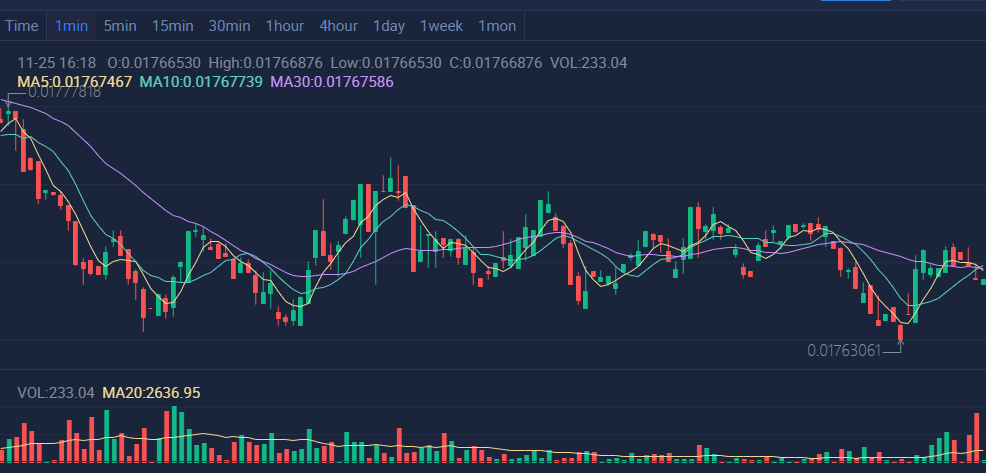 Time 1min 5min 15min 30min 1hour 4hour 1day 1week 1mon
11-25 16:18 O:0.01766530 High:0.01766876 Low:0.01766530 C:0.01766876 VOL:233.04
MA5:0.01767467 MA10:0.01767739 MA30:0.01767586
0.01777818
0.01763061
VOL:233.04 MA20:2636.95